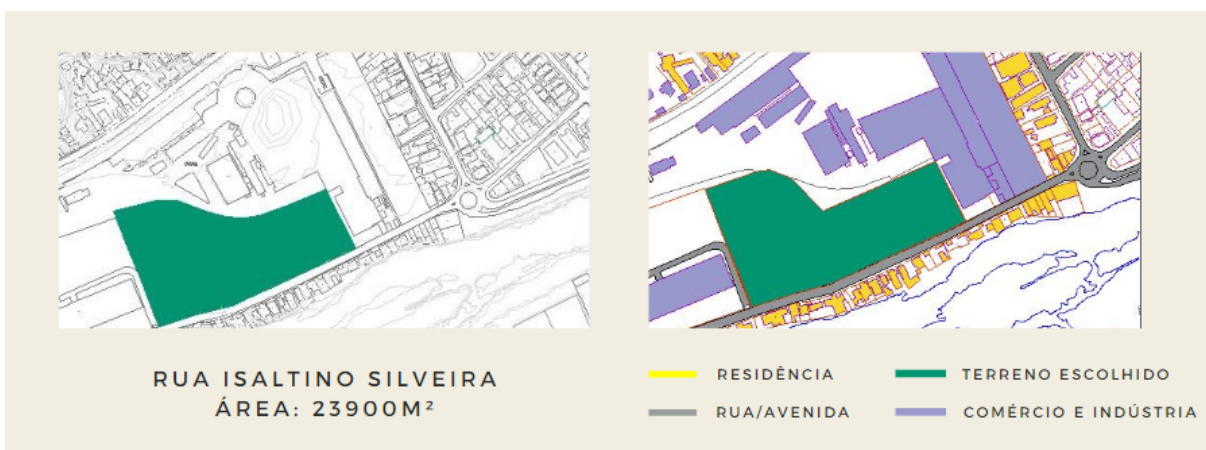 RUA ISALTINO SILVEIRA
ÁREA: 23900M²
RESIDÊNCIA
TERRENO ESCOLHIDO
RUA/AVENIDA
COMÉRCIO E INDÚSTRIA